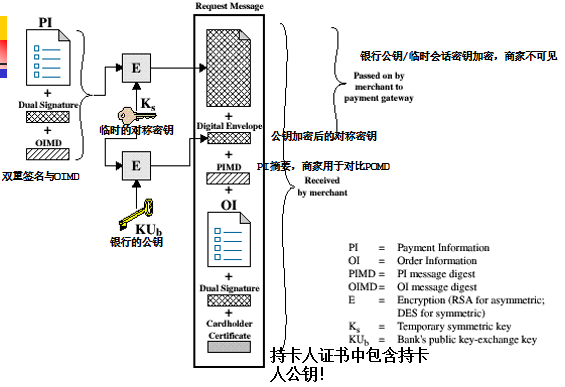 Request Message
PI
+
Dual Signature
+
OIMD
双重签名与OIMD
E
Ks
临时的对称密钥
E
KUb
银行的公钥
+
Digital Envelope
+
PIMD
+
OI
+
Dual Signature
+
Cardholder
Certificate
银行公钥/临时会话密钥加密，商家不可见
Passed on by
merchant to
payment gateway
公钥加密后的对称密钥
PI摘要，商家用于对比POMD
Received
by merchant
PI = Payment Information
OI = Order Information
PIMD = PI message digest
OIMD = OI message digest
E = Encryption (RSA for asymmetric;
DES for symmetric)
Ks = Temporary symmetric key
KUb = Bank's public key-exchange key
持卡人证书中包含持卡
人公钥!